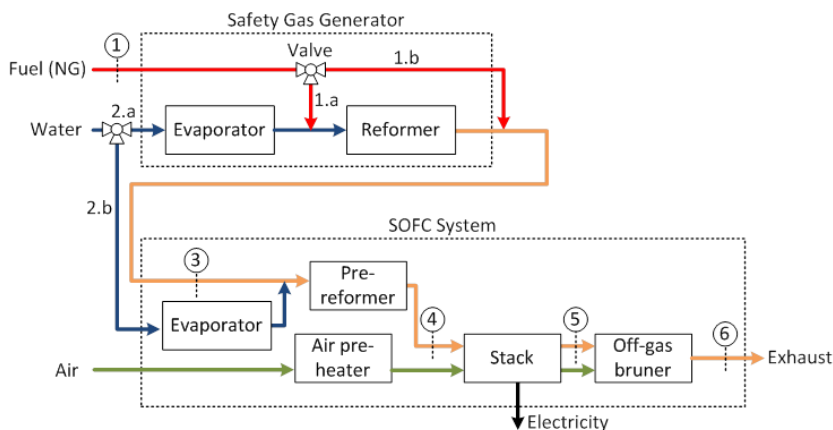 Safety Gas Generator
1
Valve
Fuel (NG)
1.b
1.a
2.a
Water
Evaporator
Reformer
2.b
SOFC System
3
Pre-
reformer
Evaporator
4
5
6
Air pre-
heater
Stack
Off-gas
bruner
Exhaust
Air
Electricity